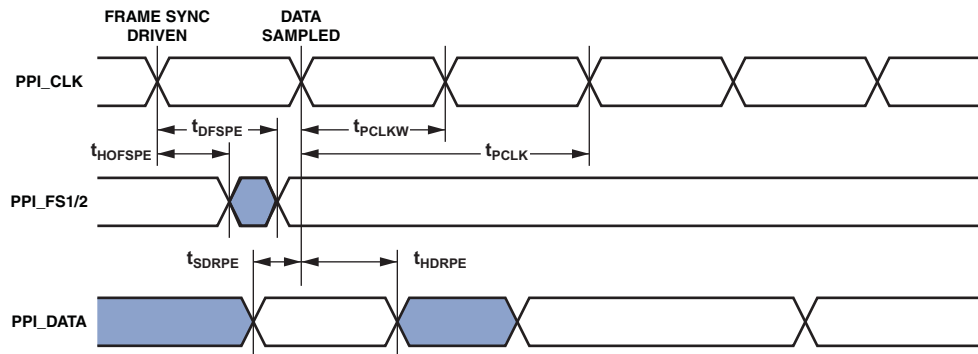 FRAME SYNC
DRIVEN
DATA
SAMPLED
PPI_CLK
tDFSPE
tPCLKW
tHOFSPE
tPCLK
PPI_FS1/2
tSDRPE
tHDRPE
PPI_DATA